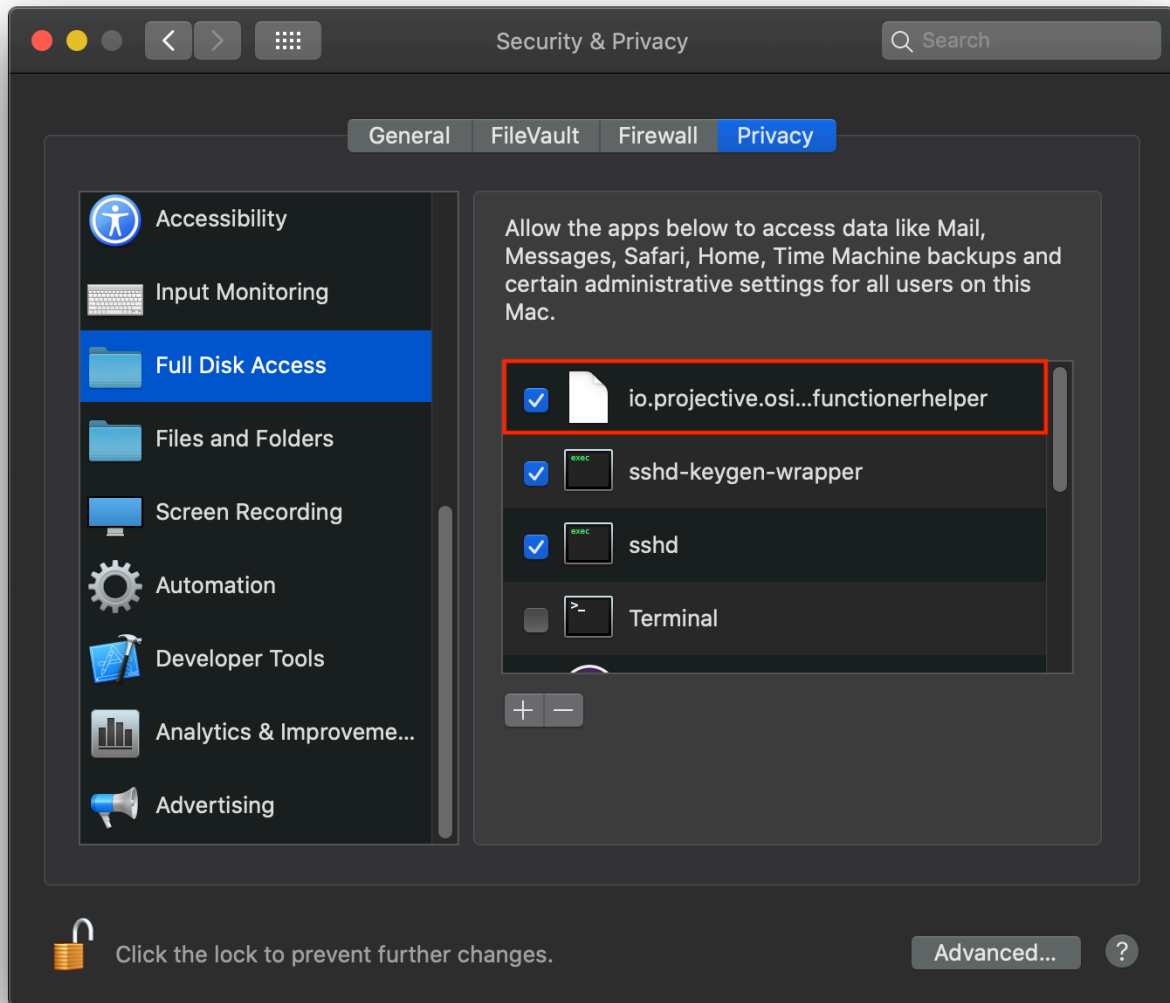 Security & Privacy
Search
General
FileVault
Firewall
Privacy
Accessibility
Input Monitoring
Full Disk Access
Files and Folders
Screen Recording
Automation
Developer Tools
Analytics & Improveme...
Advertising
Allow the apps below to access data like Mail,
Messages, Safari, Home, Time Machine backups and
certain administrative settings for all users on this
Mac.
io.projective.osi...functionerhelper
exec
sshd-keygen-wrapper
exec
sshd
>_
Terminal
Click the lock to prevent further changes.
Advanced...
?